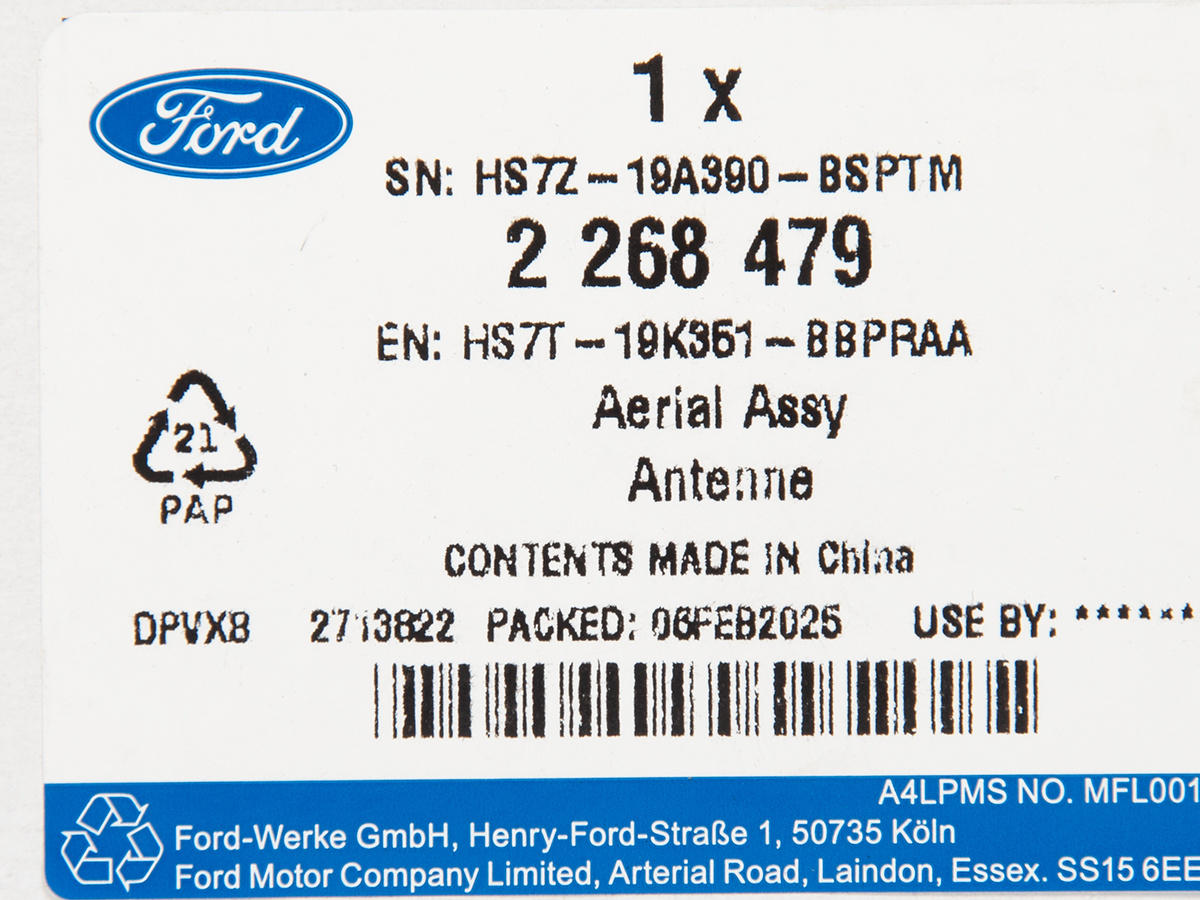 Ford
1 x
SN: HS7Z-19A390-BSPTM
2 268 479
EN: HS7T-19K351-BBPRAA
Aerial Assy
Antenne
21
PAP
CONTENTS MADE IN China
DPVXB 2713822 PACKED: 06FEB2025 USE BY: ******
A4LPMS NO. MFL001
Ford-Werke GmbH, Henry-Ford-Straße 1, 50735 Köln
Ford Motor Company Limited, Arterial Road, Laindon, Essex. SS15 6EE